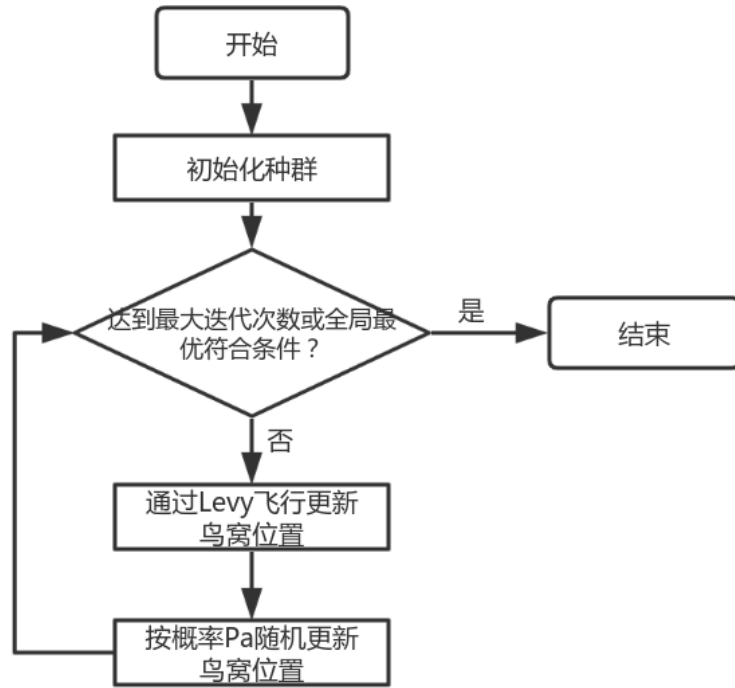 开始
初始化种群
达到最大迭代次数或全局最
优符合条件？
是
结束
否
通过Levy飞行更新
鸟窝位置
按概率Pa随机更新
鸟窝位置